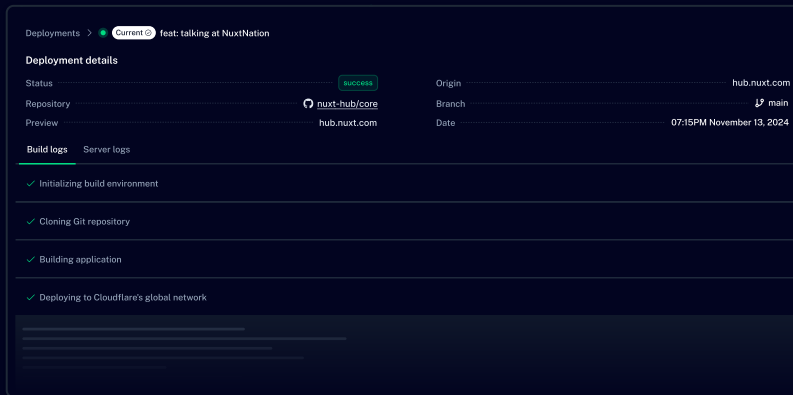 Deployments > Current feat: talking at NuxtNation
Deployment details
Status success
Origin hub.nuxt.com
Repository nuxt-hub/core
Branch main
Preview hub.nuxt.com
Date 07:15PM November 13, 2024
Build logs Server logs
Initializing build environment
Cloning Git repository
Building application
Deploying to Cloudflare's global network